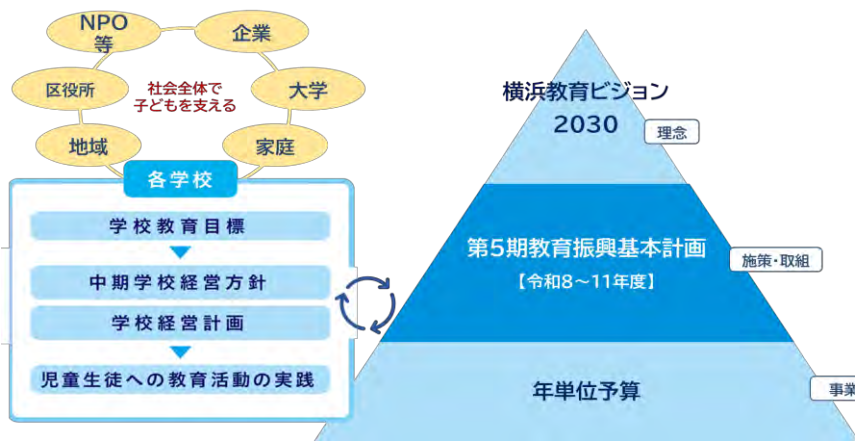 NPO
等
企業
区役所
社会全体で
子どもを支える
大学
地域
家庭
各学校
学校教育目標
中期学校経営方針
学校経営計画
児童生徒への教育活動の実践
横浜教育ビジョン
2030
理念
第5期教育振興基本計画
【令和8～11年度】
施策・取組
年単位予算
事業